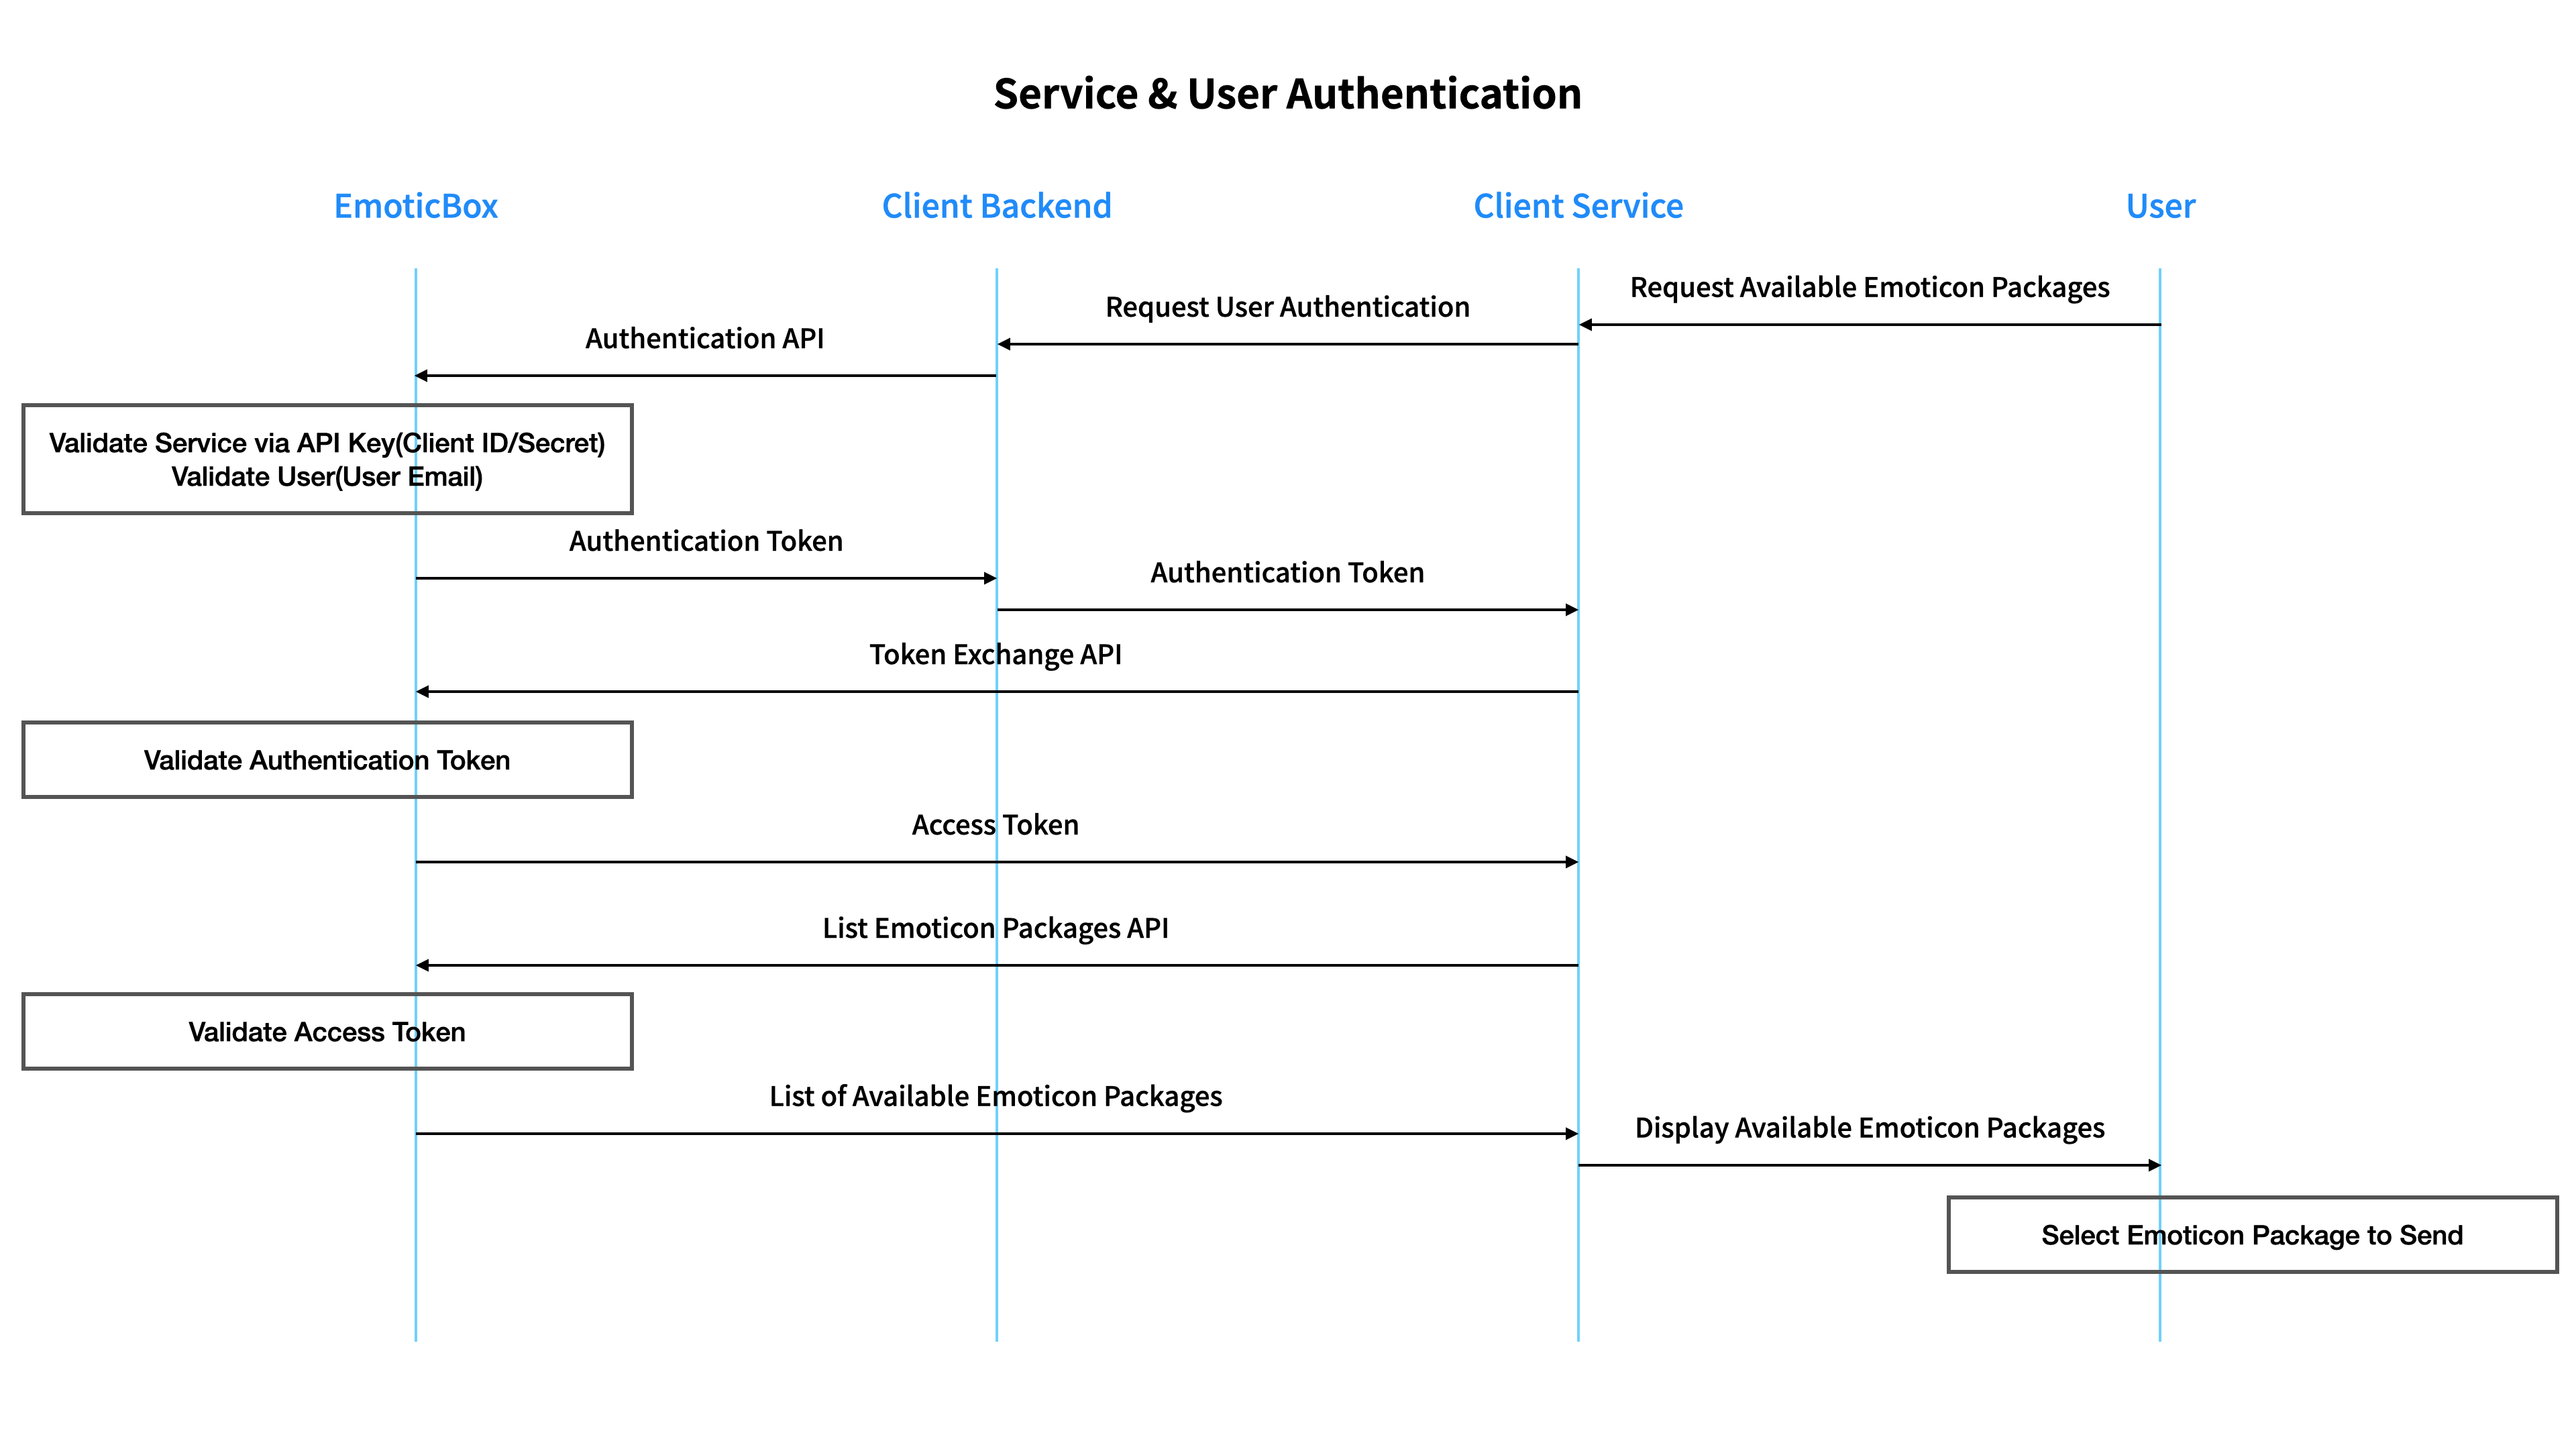 Service & User Authentication
EmoticBox
Client Backend
Client Service
User
Request Available Emoticon Packages
Request User Authentication
Authentication API
Validate Service via API Key(Client ID/Secret)
Validate User(User Email)
Authentication Token
Authentication Token
Token Exchange API
Validate Authentication Token
Access Token
List Emoticon Packages API
Validate Access Token
List of Available Emoticon Packages
Display Available Emoticon Packages
Select Emoticon Package to Send